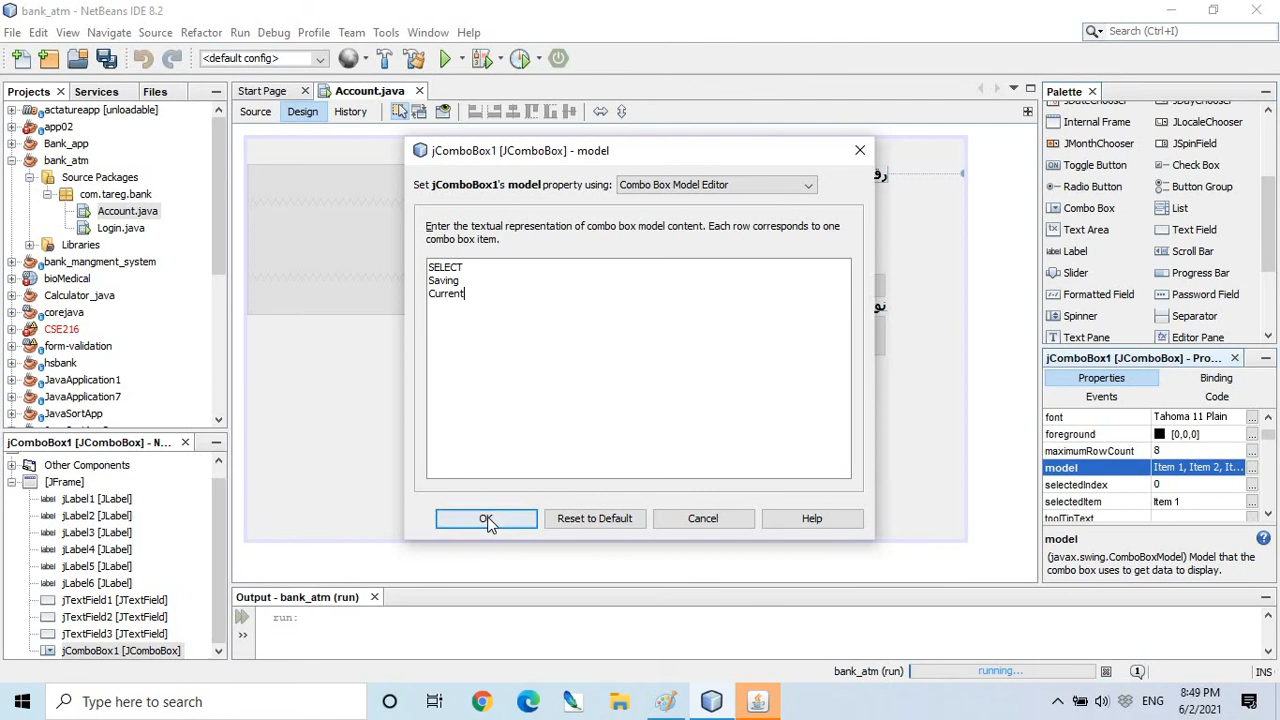 bank_atm - NetBeans IDE 8.2
File Edit View Navigate Source Refactor Run Debug Profile Team Tools Window Help
Search (Ctrl+I)
<default config>
Projects Services Files
Start Page Account.java
Palette
Source Design History
actatureapp [unloadable]
app02
Bank_app
bank_atm
Source Packages
com.tareg.bank
Account.java
Login.java
Libraries
bank_mangment_system
bioMedical
Calculator_java
corejava
CSE216
form-validation
hsbank
JavaApplication1
JavaApplication7
JavaSortApp
jComboBox1 [JComboBox] - N...
Other Components
[JFrame]
jLabel1 [JLabel]
jLabel2 [JLabel]
jLabel3 [JLabel]
jLabel4 [JLabel]
jLabel5 [JLabel]
jLabel6 [JLabel]
jTextField1 [JTextField]
jTextField2 [JTextField]
jTextField3 [JTextField]
jComboBox1 [JComboBox]
jComboBox1 [JComboBox] - model
Set jComboBox1's model property using: Combo Box Model Editor
Enter the textual representation of combo box model content. Each row corresponds to one
combo box item.
SELECT
Saving
Current
OK Reset to Default Cancel Help
JDateChooser JDayChooser
Internal Frame JLocaleChooser
JMonthChooser JSpinField
Toggle Button Check Box
Radio Button Button Group
Combo Box List
Text Area Text Field
Label Scroll Bar
Slider Progress Bar
Formatted Field Password Field
Spinner Separator
Text Pane Editor Pane
jComboBox1 [JComboBox] - Pro...
Properties Binding
Events Code
font Tahoma 11 Plain ...
foreground [0,0,0] ...
maximumRowCount 8 ...
model Item 1, Item 2, It... ...
selectedIndex 0 ...
selectedItem Item 1 ...
toolTipText ...
model
(javax.swing.ComboBoxModel) Model that the
combo box uses to get data to display.
Output - bank_atm (run)
run:
bank_atm (run) running... 1 INS
Type here to search
ENG
8:49 PM
6/2/2021